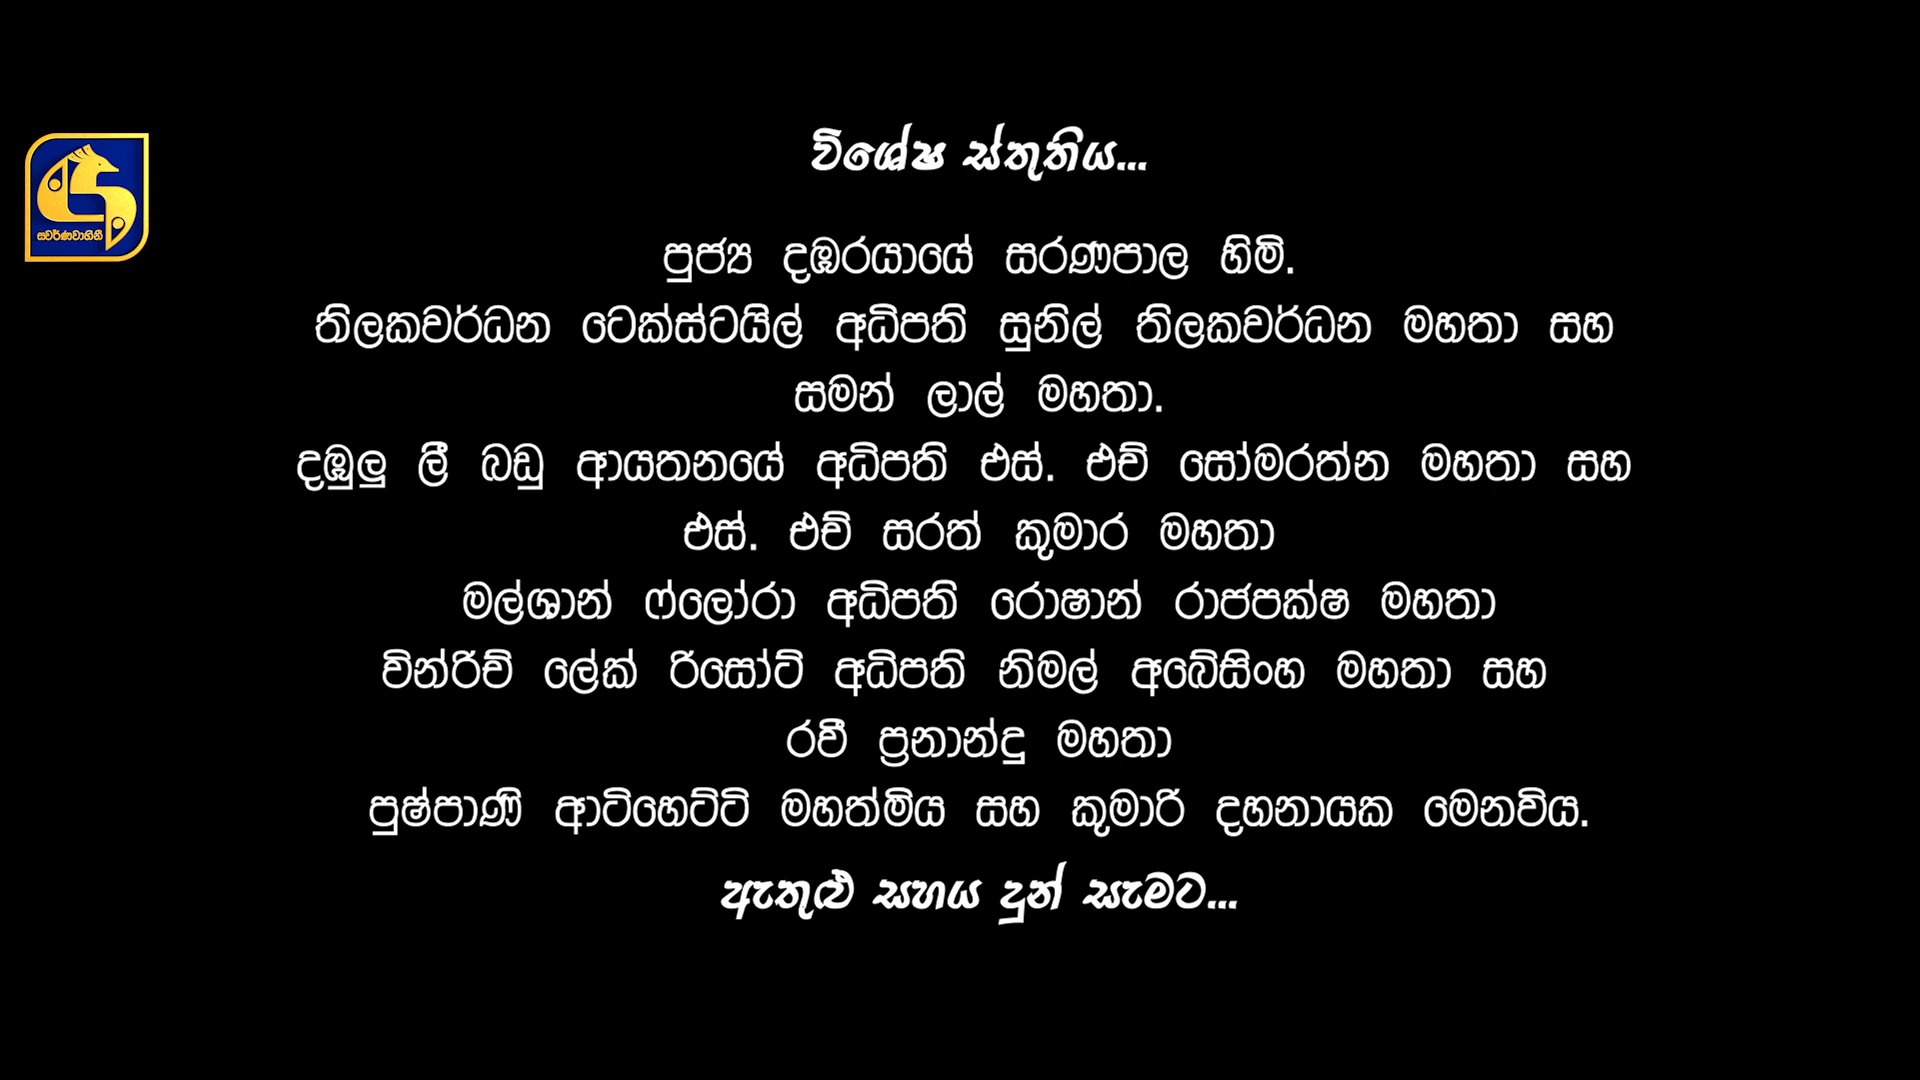 විශේෂ ස්තුතිය...
ස්වර්ණවාහිනී
පුජ්‍ය දඹරයායේ සරණපාල හිමි.
තිලකවර්ධන ටෙක්ස්ටයිල් අධිපති සුනිල් තිලකවර්ධන මහතා සහ
සමන් ලාල් මහතා.
දඹුලු ලී බඩු ආයතනයේ අධිපති එස්. එච් සෝමරත්න මහතා සහ
එස්. එච් සරත් කුමාර මහතා
මල්ශාන් ෆ්ලෝරා අධිපති රොෂාන් රාජපක්ෂ මහතා
වින්රිච් ලේක් රිසෝට් අධිපති නිමල් අබේසිංහ මහතා සහ
රවී ප්‍රනාන්දු මහතා
පුෂ්පාණි ආටිහෙට්ටි මහත්මිය සහ කුමාරි දහනායක මෙනවිය.
ඇතුළු සහය දුන් සැමට...